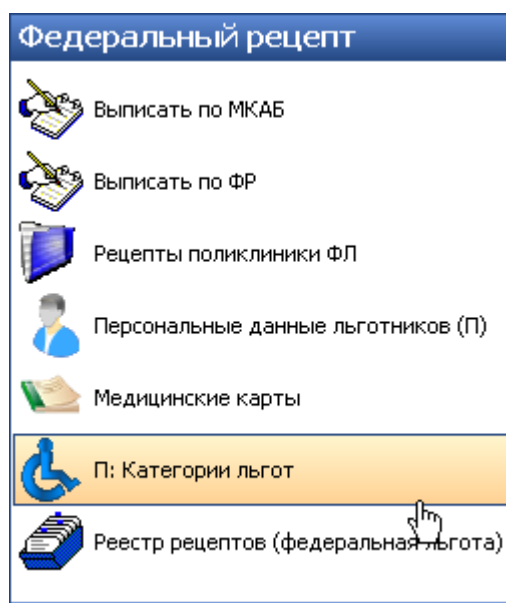 Федеральный рецепт
Выписать по МКАБ
Выписать по ФР
Рецепты поликлиники ФЛ
Персональные данные льготников (П)
Медицинские карты
П: Категории льгот
Реестр рецептов (федеральная льгота)